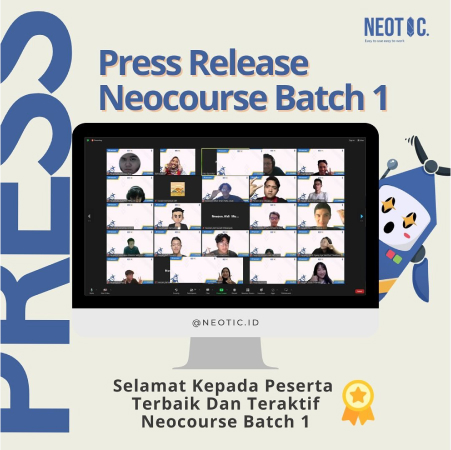 NEOTIC.
Easy to use easy to work
Press Release
Neocourse Batch 1
PRESS
@NEOTIC.ID
Selamat Kepada Peserta
Terbaik Dan Teraktif
Neocourse Batch 1